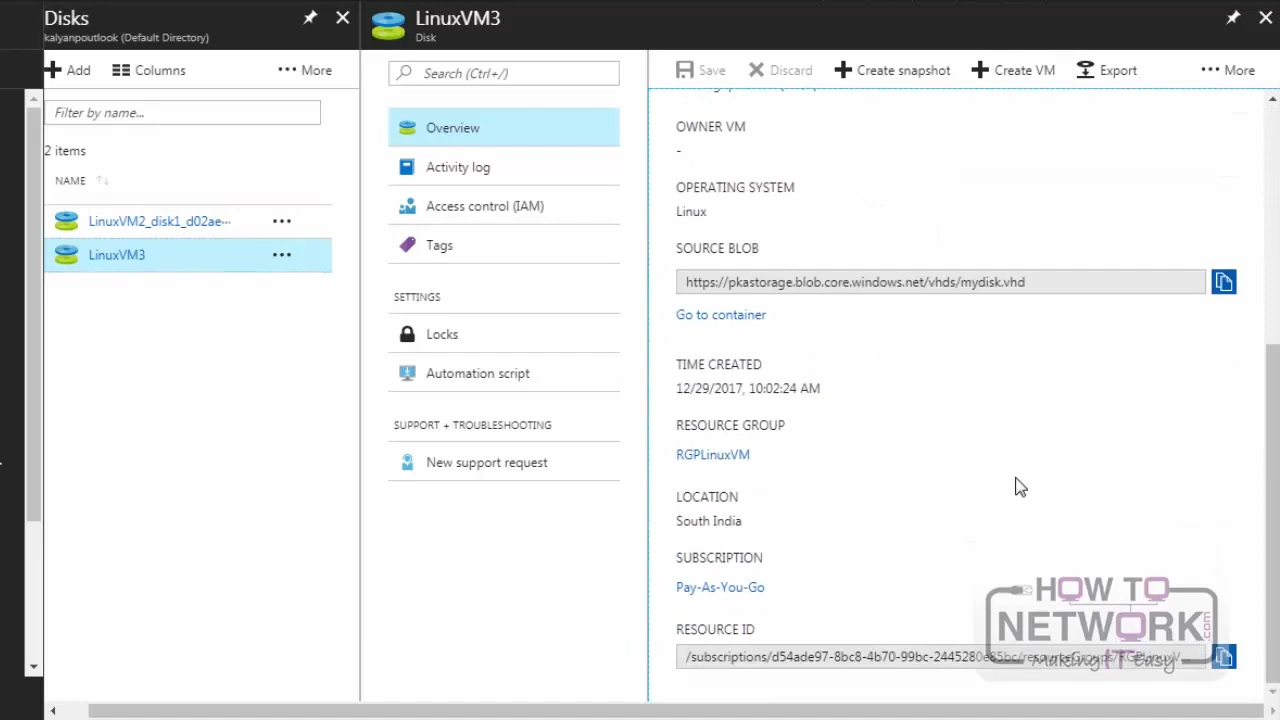 Disks
kalyanpoutlook (Default Directory)
Add
Columns
More
Filter by name...
2 items
NAME
LinuxVM2_disk1_d02ae...
LinuxVM3
LinuxVM3
Disk
Search (Ctrl+/)
Overview
Activity log
Access control (IAM)
Tags
SETTINGS
Locks
Automation script
SUPPORT + TROUBLESHOOTING
New support request
Save
Discard
Create snapshot
Create VM
Export
More
OWNER VM
-
OPERATING SYSTEM
Linux
SOURCE BLOB
https://pkastorage.blob.core.windows.net/vhds/mydisk.vhd
Go to container
TIME CREATED
12/29/2017, 10:02:24 AM
RESOURCE GROUP
RGPLinuxVM
LOCATION
South India
SUBSCRIPTION
Pay-As-You-Go
RESOURCE ID
/subscriptions/d54ade97-8bc8-4b70-99bc-2445280e85bc/resourceGroups/RGPLinuxV
HOW TO
NETWORK.com
Making IT Easy